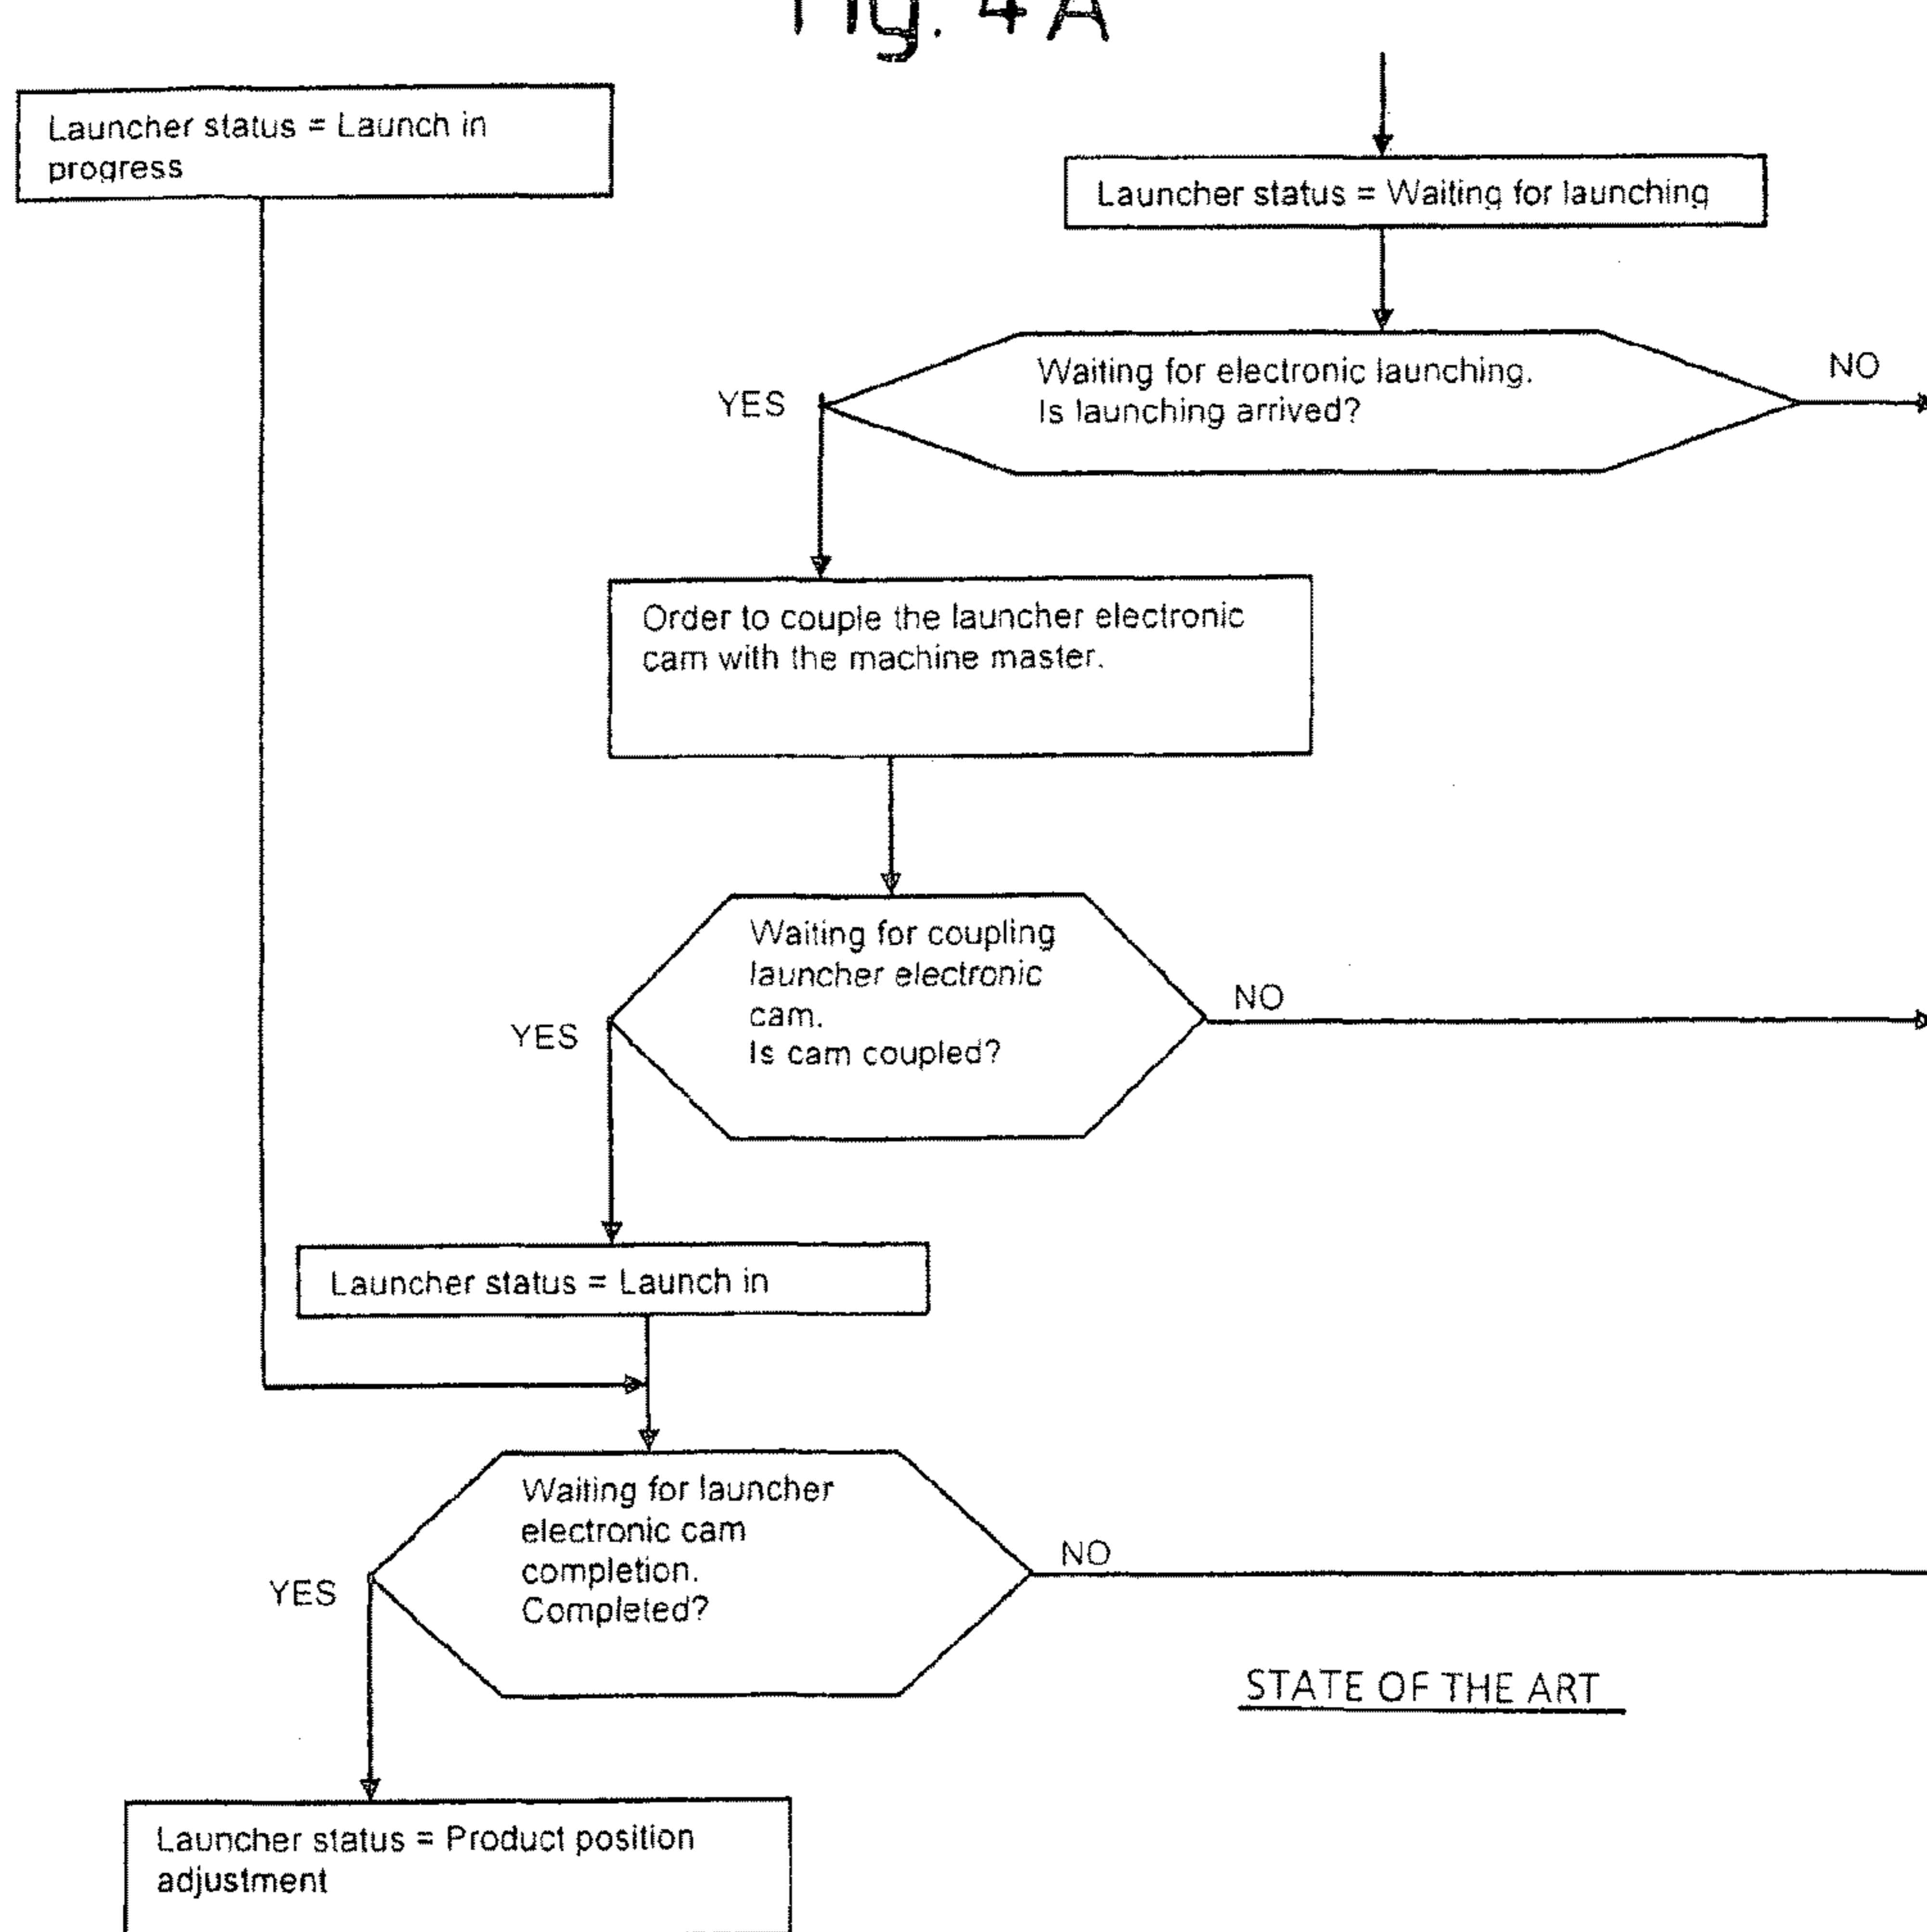 Fig. 4A
Launcher status = Launch in
progress
Launcher status = Waiting for launching
Waiting for electronic launching.
Is launching arrived?
YES
NO
Order to couple the launcher electronic
cam with the machine master.
Waiting for coupling
launcher electronic
cam.
Is cam coupled?
YES
NO
Launcher status = Launch in
Waiting for launcher
electronic cam
completion.
Completed?
YES
NO
STATE OF THE ART
Launcher status = Product position
adjustment